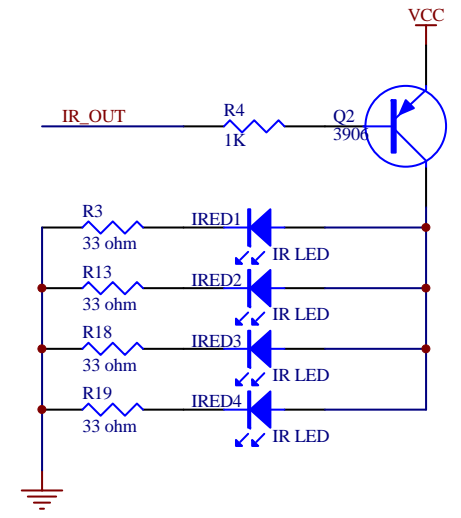 VCC
IR_OUT
R4
1K
Q2
3906
R3
33 ohm
IRED1
IR LED
R13
33 ohm
IRED2
IR LED
R18
33 ohm
IRED3
IR LED
R19
33 ohm
IRED4
IR LED